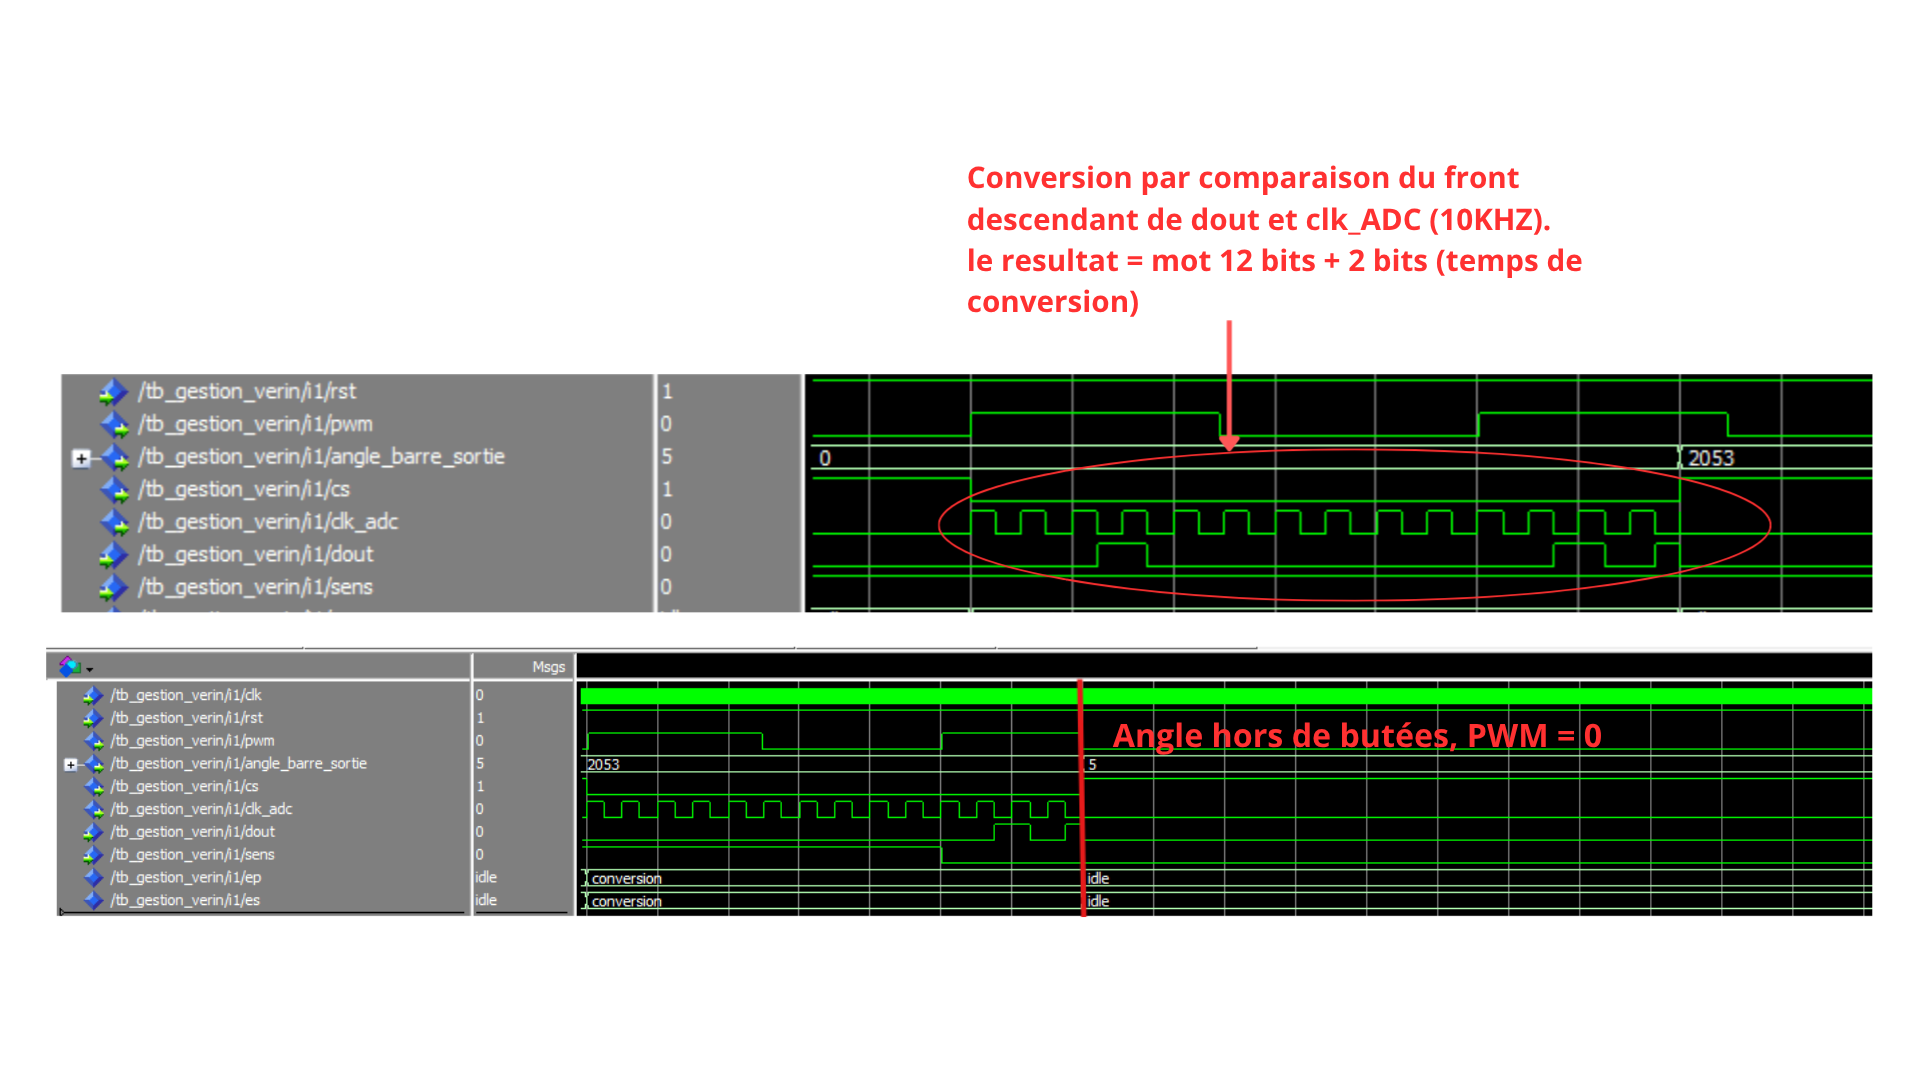 Conversion par comparaison du front
descendant de dout et clk_ADC (10KHZ).
le resultat = mot 12 bits + 2 bits (temps de
conversion)
/tb_gestion_verin/i1/rst 1
/tb_gestion_verin/i1/pwm 0
/tb_gestion_verin/i1/angle_barre_sortie 5 0 2053
/tb_gestion_verin/i1/cs 1
/tb_gestion_verin/i1/clk_adc 0
/tb_gestion_verin/i1/dout 0
/tb_gestion_verin/i1/sens 0
Msgs
/tb_gestion_verin/i1/clk 0
/tb_gestion_verin/i1/rst 1
/tb_gestion_verin/i1/pwm 0 Angle hors de butées, PWM = 0
/tb_gestion_verin/i1/angle_barre_sortie 5 2053 5
/tb_gestion_verin/i1/cs 1
/tb_gestion_verin/i1/clk_adc 0
/tb_gestion_verin/i1/dout 0
/tb_gestion_verin/i1/sens 0
/tb_gestion_verin/i1/ep idle conversion idle
/tb_gestion_verin/i1/es idle conversion idle